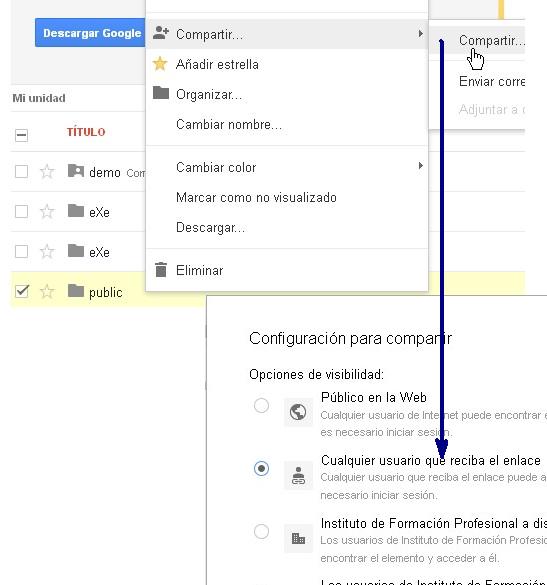 Descargar Google
Compartir...
Compartir...
Añadir estrella
Enviar corre
Organizar...
Adjuntar a
Mi unidad
Cambiar nombre...
TÍTULO
demo Com
Cambiar color
Marcar como no visualizado
eXe
Descargar...
eXe
Eliminar
public
Configuración para compartir
Opciones de visibilidad:
Público en la Web
Cualquier usuario de Internet puede encontrar
es necesario iniciar sesión.
Cualquier usuario que reciba el enlace
Cualquier usuario que reciba el enlace puede a
necesario iniciar sesión.
Instituto de Formación Profesional a dis
Los usuarios de Instituto de Formación Profesional
encontrar el elemento y acceder a él.
Los usuarios de Instituto de Formación